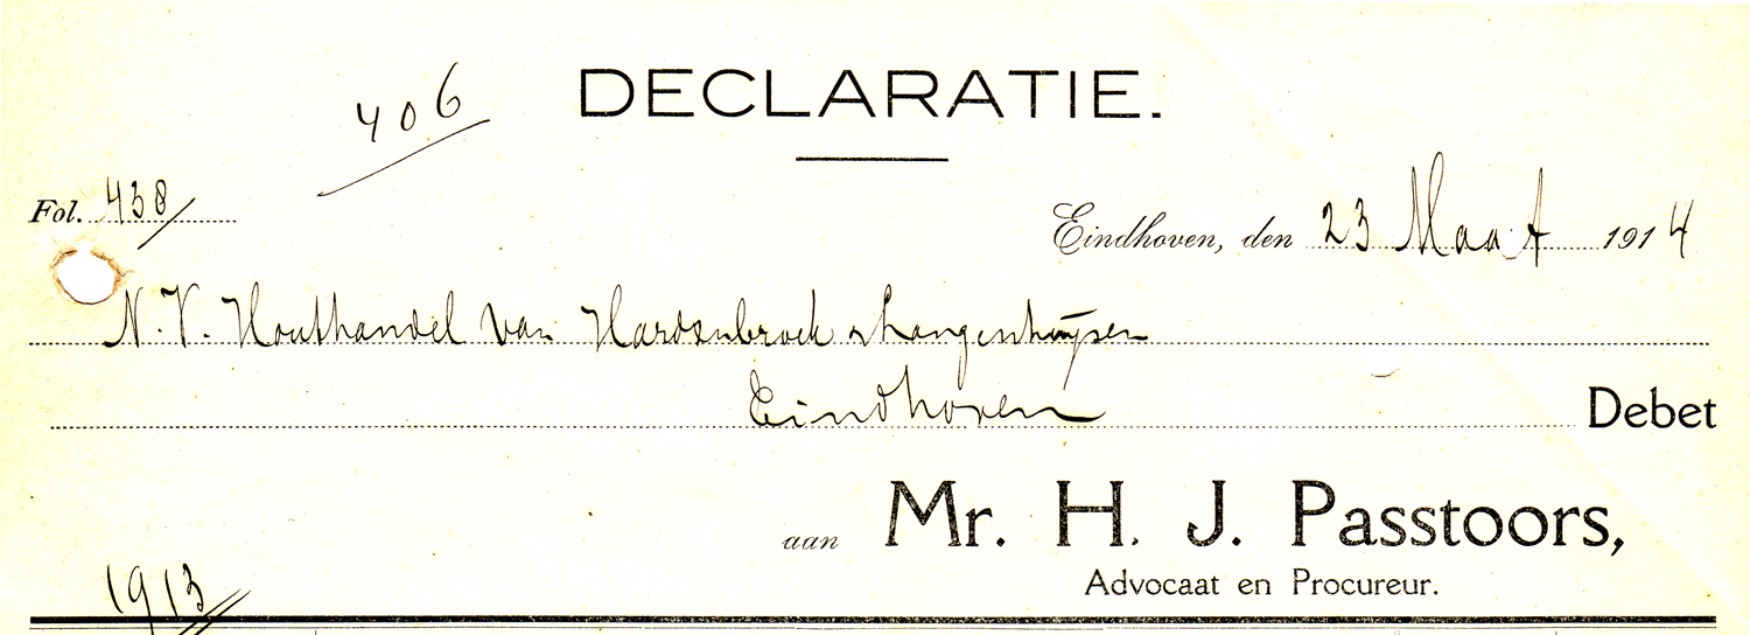 DECLARATIE.
406
Fol. 438/
Eindhoven, den 23 Maart 1914
N.V. Houthandel van Hardenbroek & Langenhuijsen
Eindhoven Debet
aan Mr. H. J. Passtoors,
Advocaat en Procureur.
1913